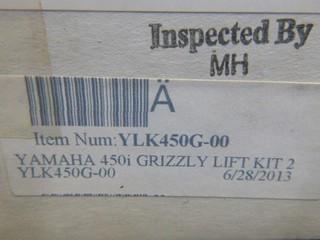 Inspected By
MH
Ä
Item Num:YLK450G-00
YAMAHA 450i GRIZZLY LIFT KIT 2
YLK450G-00 6/28/2013